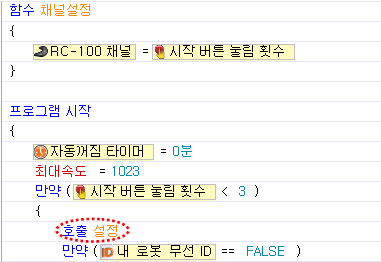 함수 채널설정
{
RC-100 채널 = 시작 버튼 눌림 횟수
}
프로그램 시작
{
자동꺼짐 타이머 = 0분
최대속도 = 1023
만약 ( 시작 버튼 눌림 횟수 < 3 )
{
호출 설정
만약 ( ID 내 로봇 무선 ID == FALSE )